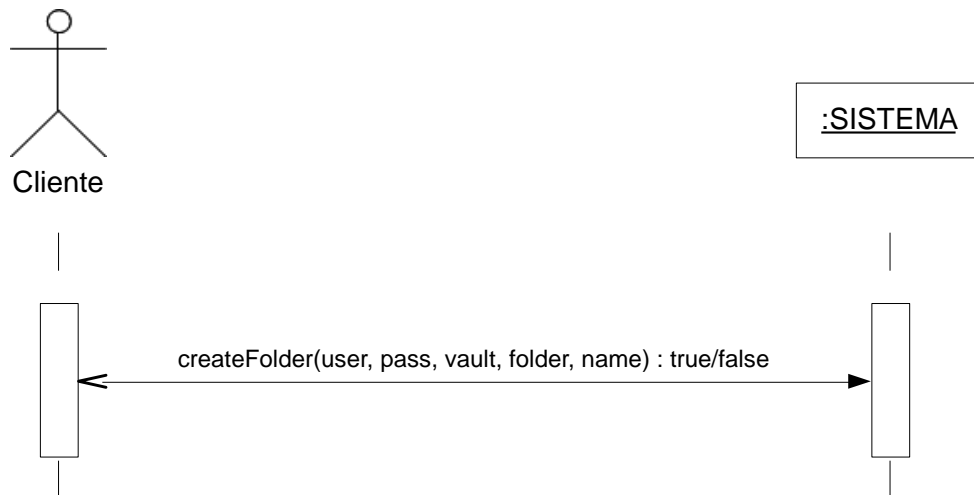 :SISTEMA
Cliente
createFolder(user, pass, vault, folder, name) : true/false